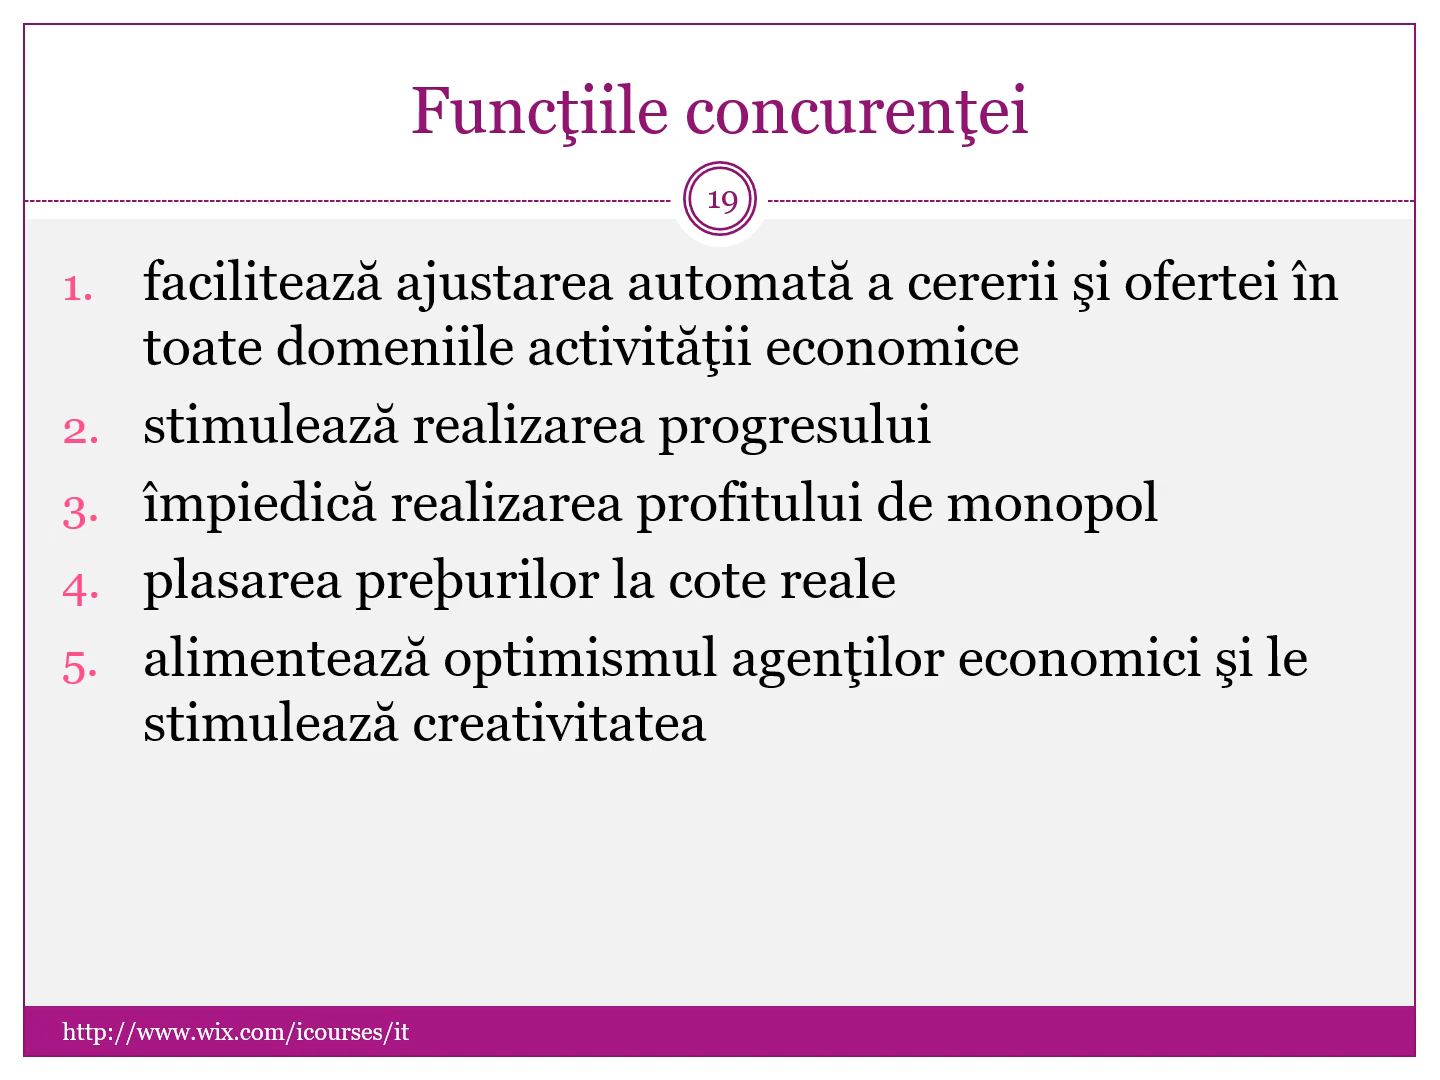 Funcţiile concurenţei
19
1. facilitează ajustarea automată a cererii şi ofertei în
toate domeniile activităţii economice
2. stimulează realizarea progresului
3. împiedică realizarea profitului de monopol
4. plasarea preþurilor la cote reale
5. alimentează optimismul agenţilor economici şi le
stimulează creativitatea
http://www.wix.com/icourses/it